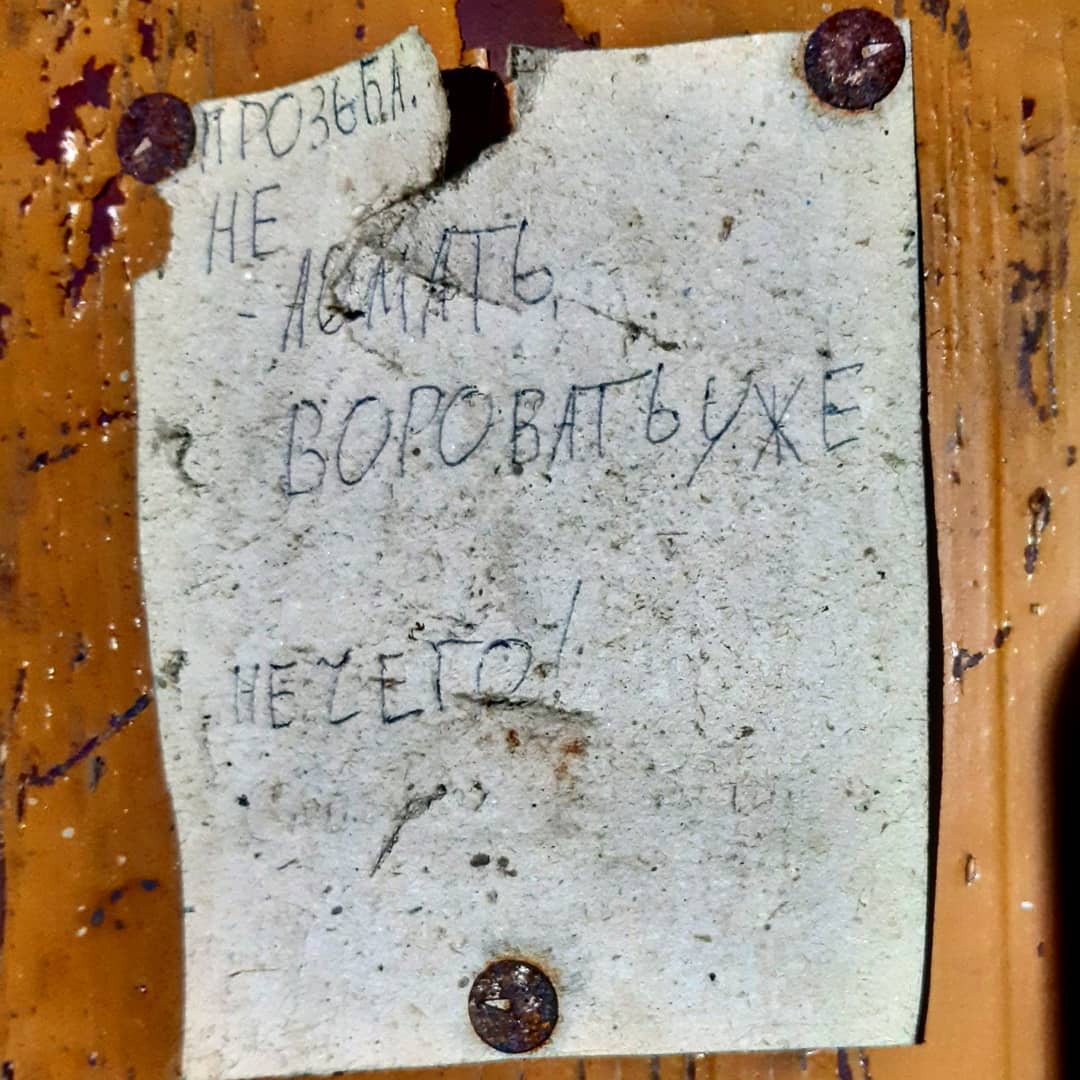 ПРОЗЬБА.
НЕ
- ЛОМАТЬ,
ВОРОВАТЬ УЖЕ
НЕЧЕГО!